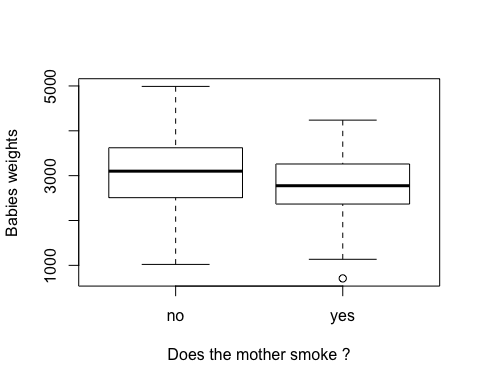 5000
3000
1000
Babies weights
no yes
Does the mother smoke ?